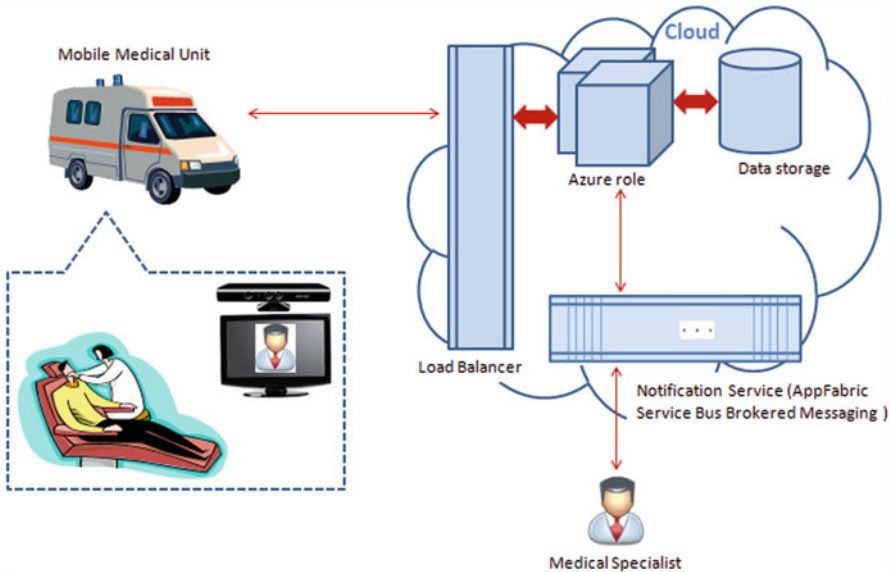 Mobile Medical Unit
Cloud
Azure role
Data storage
Load Balancer
. . .
Notification Service (AppFabric
Service Bus Brokered Messaging )
Medical Specialist